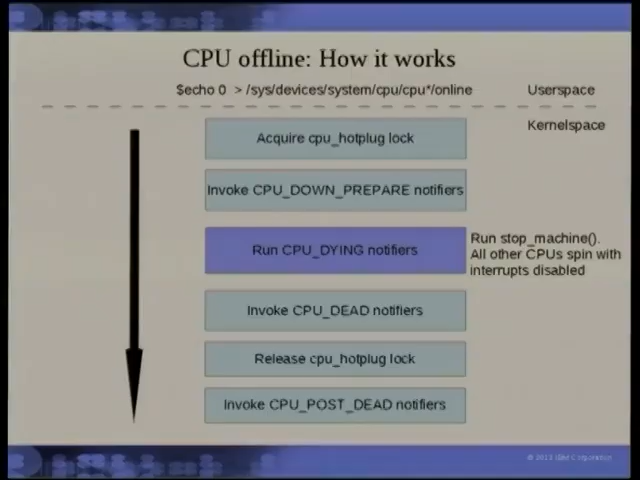 CPU offline: How it works
$echo 0 > /sys/devices/system/cpu/cpu*/online
Userspace
Kernelspace
Acquire cpu_hotplug lock
Invoke CPU_DOWN_PREPARE notifiers
Run CPU_DYING notifiers
Run stop_machine().
All other CPUs spin with
interrupts disabled
Invoke CPU_DEAD notifiers
Release cpu_hotplug lock
Invoke CPU_POST_DEAD notifiers
Corporation